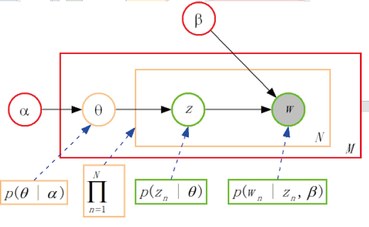 β
α
θ
z
w
N
M
p(θ | α)
N
∏
n=1
p(z_n | θ)
p(w_n | z_n, β)